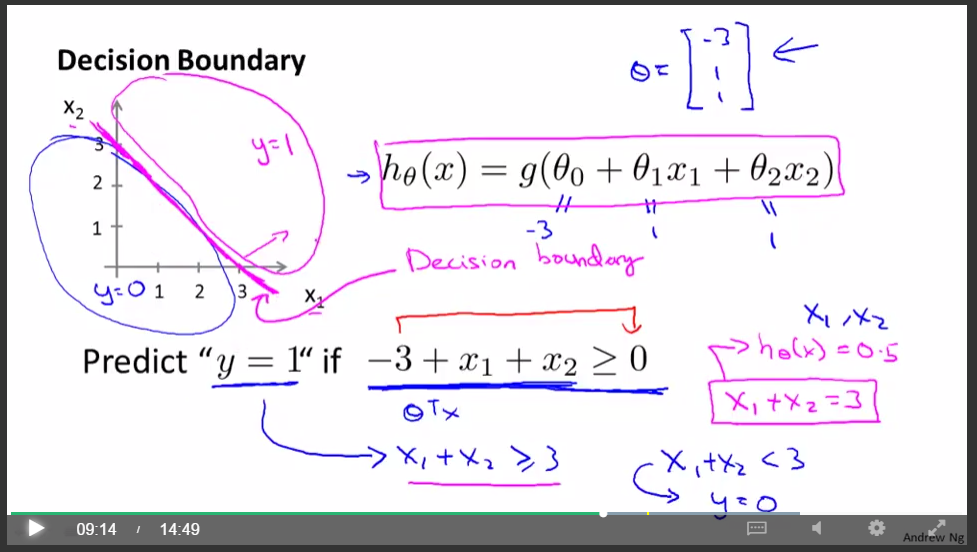 Decision Boundary
θ = [-3 1 1]
x₂
3
2
1
1 2 3
x₁
y=1
y=0
hθ(x) = g(θ₀ + θ₁x₁ + θ₂x₂)
-3 1 1
Decision boundary
Predict “y = 1“ if −3 + x₁ + x₂ ≥ 0
θᵀx
x₁ + x₂ ≥ 3
x₁, x₂
hθ(x) = 0.5
x₁ + x₂ = 3
x₁ + x₂ < 3
y = 0
09:14 / 14:49
Andrew Ng